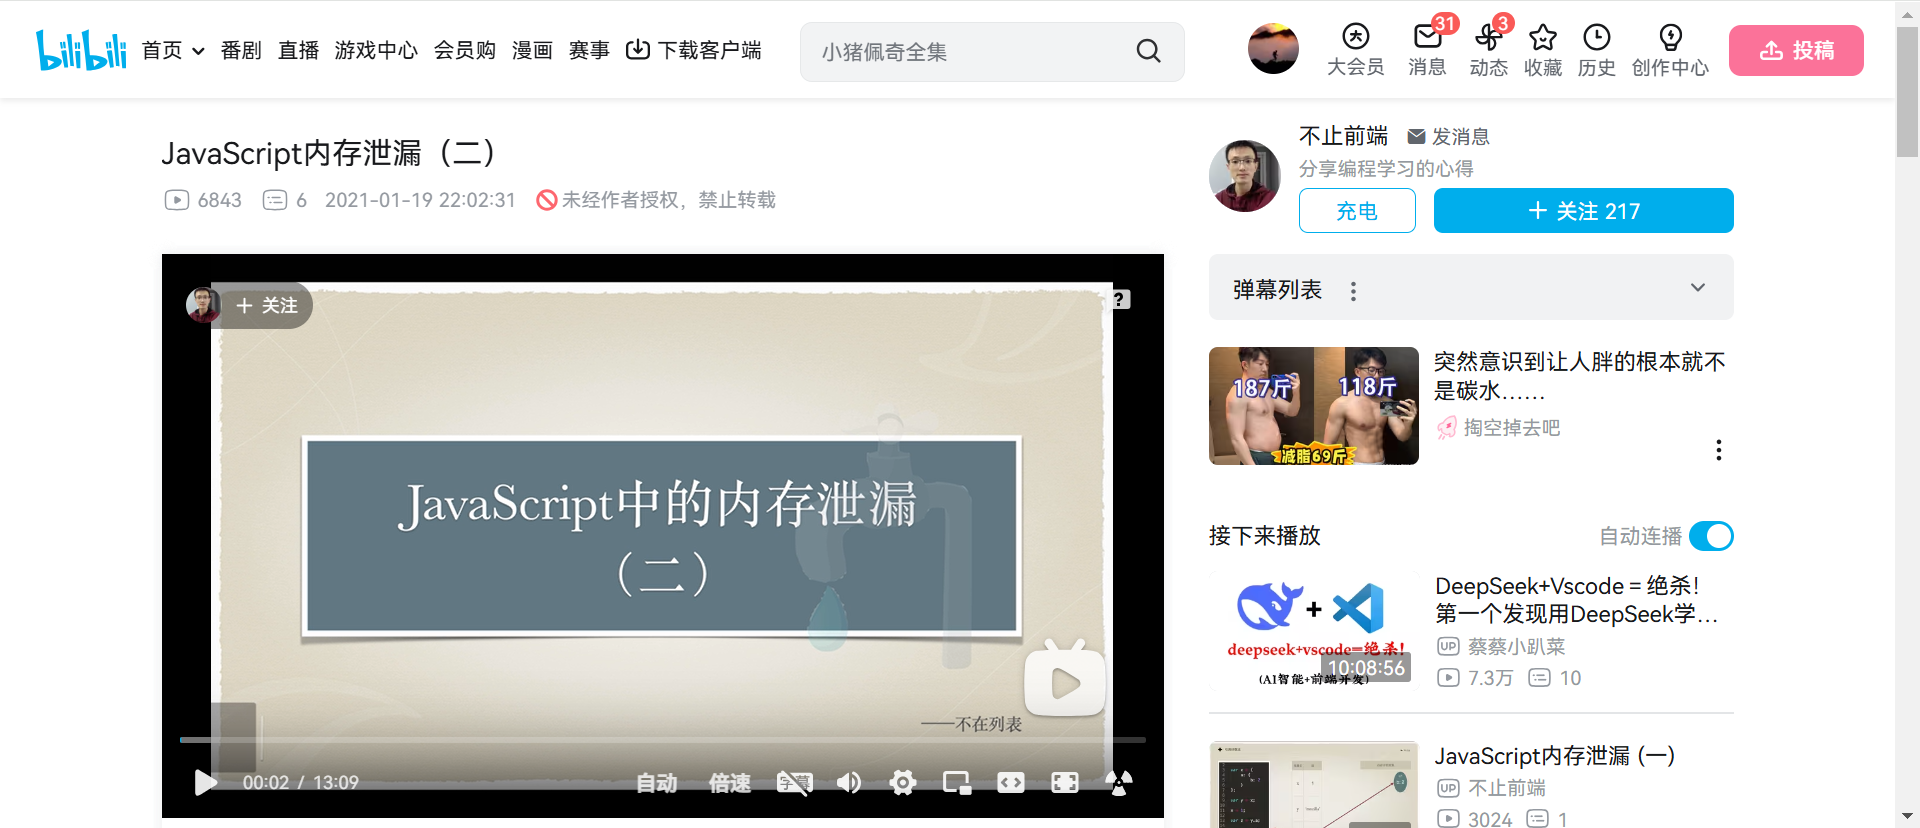 bilibili
首页 番剧 直播 游戏中心 会员购 漫画 赛事 下载客户端
小猪佩奇全集
大会员
31
消息
3
动态
收藏
历史
创作中心
投稿
JavaScript内存泄漏（二）
6843 6 2021-01-19 22:02:31 未经作者授权，禁止转载
+ 关注
?
JavaScript中的内存泄漏
（二）
——不在列表
00:02 / 13:09
自动 倍速 字幕
不止前端 发消息
分享编程学习的心得
充电
+ 关注 217
弹幕列表
187斤 118斤
减脂69斤
突然意识到让人胖的根本就不
是碳水……
掏空掉去吧
接下来播放 自动连播
+
deepseek+vscode=绝杀!
10:08:56
(AI智能+前端开发)
DeepSeek+Vscode = 绝杀！
第一个发现用DeepSeek学...
UP 蔡蔡小趴菜
7.3万 10
JavaScript内存泄漏 (一)
UP 不止前端
3024 1